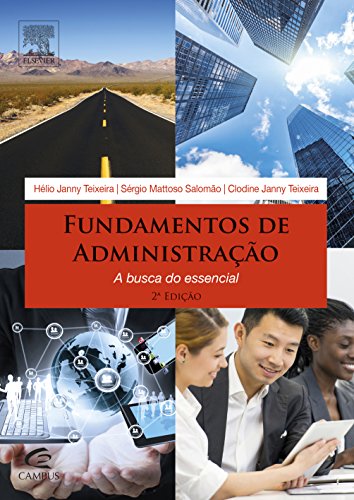 ELSEVIER
Hélio Janny Teixeira | Sérgio Mattoso Salomão | Clodine Janny Teixeira
FUNDAMENTOS DE
ADMINISTRAÇÃO
A busca do essencial
2ª EDIÇÃO
CAMPUS